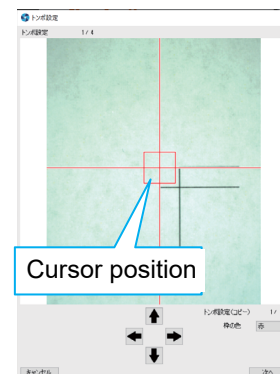 トンボ設定
トンボ設定 1 / 4
Cursor position
トンボ設定(コピー) 1 /
枠の色 赤
キャンセル 次へ